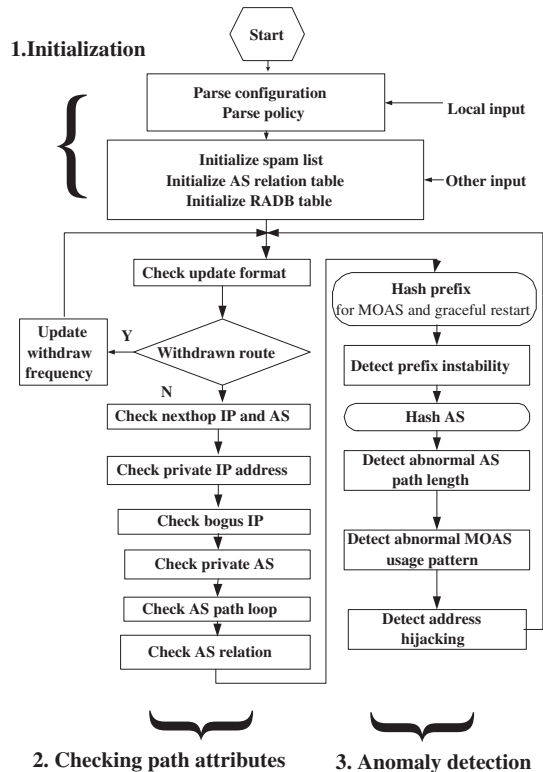 Start
1.Initialization
Parse configuration
Parse policy
Local input
Initialize spam list
Initialize AS relation table
Initialize RADB table
Other input
Check update format
Withdrawn route
Y
Update
withdraw
frequency
N
Check nexthop IP and AS
Check private IP address
Check bogus IP
Check private AS
Check AS path loop
Check AS relation
Hash prefix
for MOAS and graceful restart
Detect prefix instability
Hash AS
Detect abnormal AS
path length
Detect abnormal MOAS
usage pattern
Detect address
hijacking
2. Checking path attributes
3. Anomaly detection